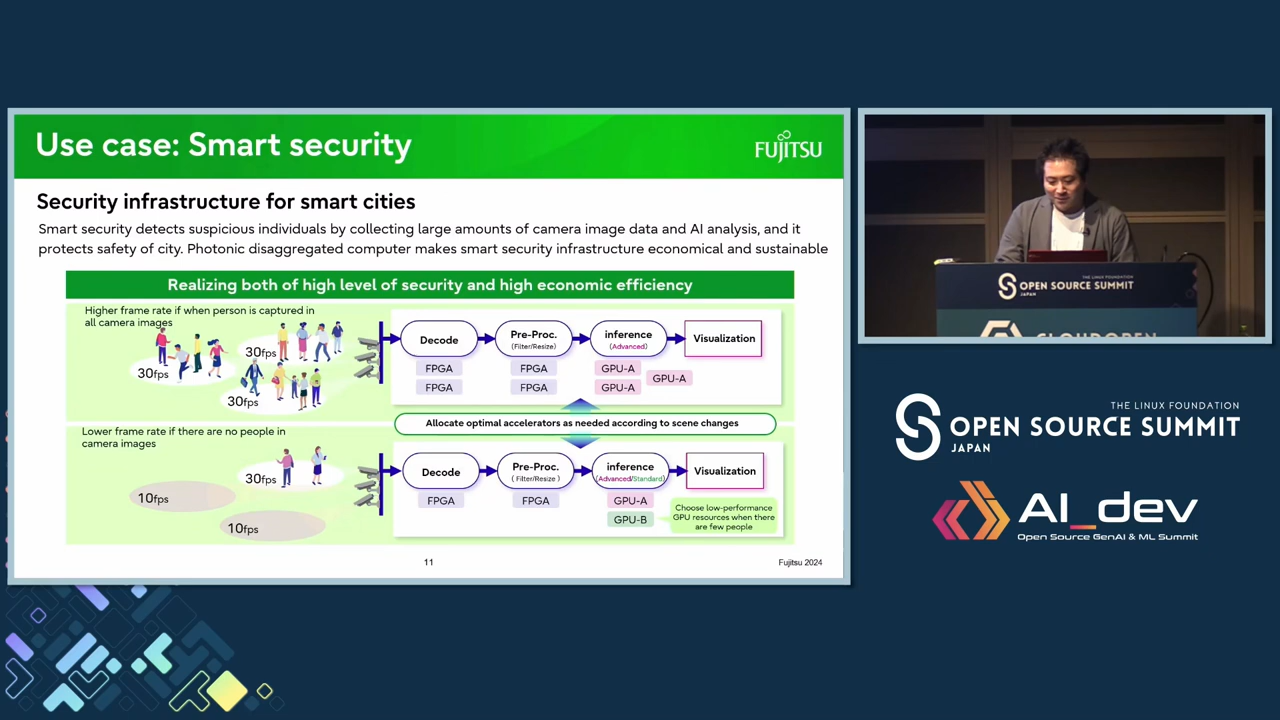 Use case: Smart security
FUJITSU
Security infrastructure for smart cities
Smart security detects suspicious individuals by collecting large amounts of camera image data and AI analysis, and it
protects safety of city. Photonic disaggregated computer makes smart security infrastructure economical and sustainable
Realizing both of high level of security and high economic efficiency
Higher frame rate if when person is captured in
all camera images
30fps
30fps
30fps
Decode
Pre-Proc.
(Filter/Resize)
inference
(Advanced)
Visualization
FPGA
FPGA
FPGA
FPGA
GPU-A
GPU-A
GPU-A
Allocate optimal accelerators as needed according to scene changes
Lower frame rate if there are no people in
camera images
30fps
10fps
10fps
Decode
Pre-Proc.
( Filter/Resize )
inference
(Advanced/Standard)
Visualization
FPGA
FPGA
GPU-A
GPU-B
Choose low-performance
GPU resources when there
are few people
11
Fujitsu 2024
THE LINUX FOUNDATION
OPEN SOURCE SUMMIT
JAPAN
CLOUDOPEN
THE LINUX FOUNDATION
OPEN SOURCE SUMMIT
JAPAN
AI_dev
Open Source GenAI & ML Summit